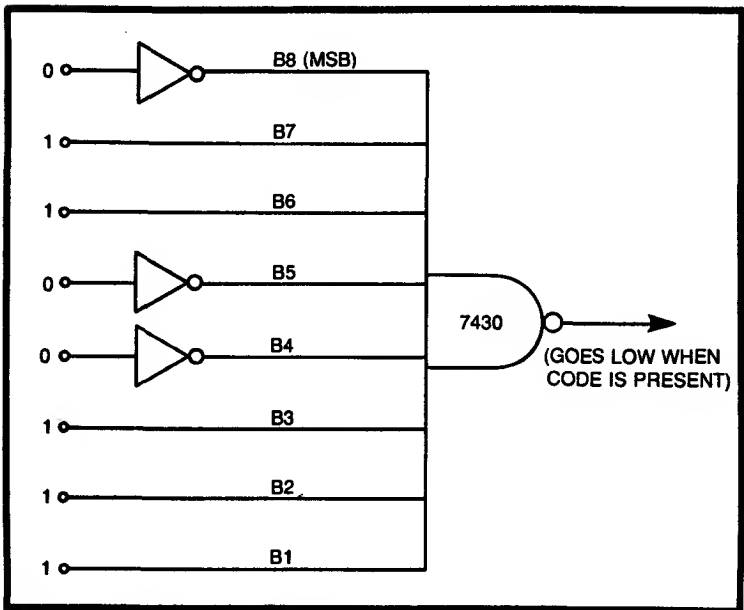 0 B8 (MSB)
1 B7
1 B6
0 B5
7430
0 B4
(GOES LOW WHEN
CODE IS PRESENT)
1 B3
1 B2
1 B1